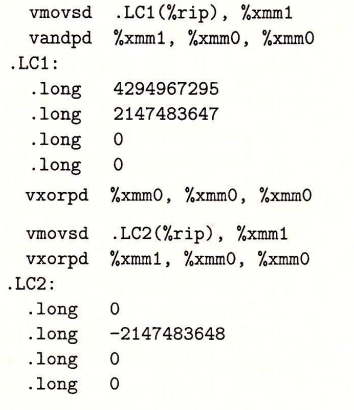 vmovsd .LC1(%rip), %xmm1
vandpd %xmm1, %xmm0, %xmm0
.LC1:
.long 4294967295
.long 2147483647
.long 0
.long 0
vxorpd %xmm0, %xmm0, %xmm0
vmovsd .LC2(%rip), %xmm1
vxorpd %xmm1, %xmm0, %xmm0
.LC2:
.long 0
.long -2147483648
.long 0
.long 0